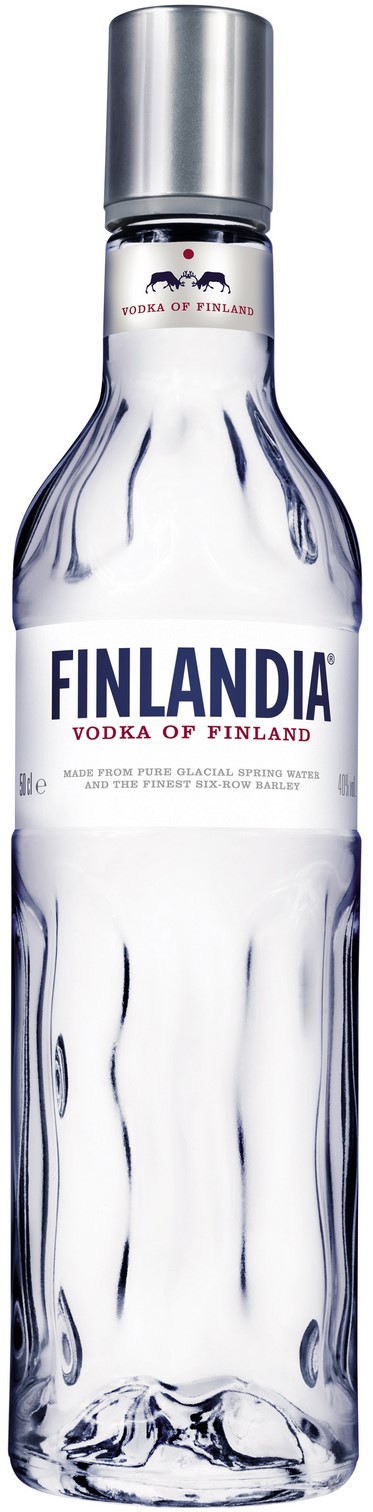 VODKA OF FINLAND
FINLANDIA®
VODKA OF FINLAND
50 cl e
MADE FROM PURE GLACIAL SPRING WATER
AND THE FINEST SIX-ROW BARLEY
40%